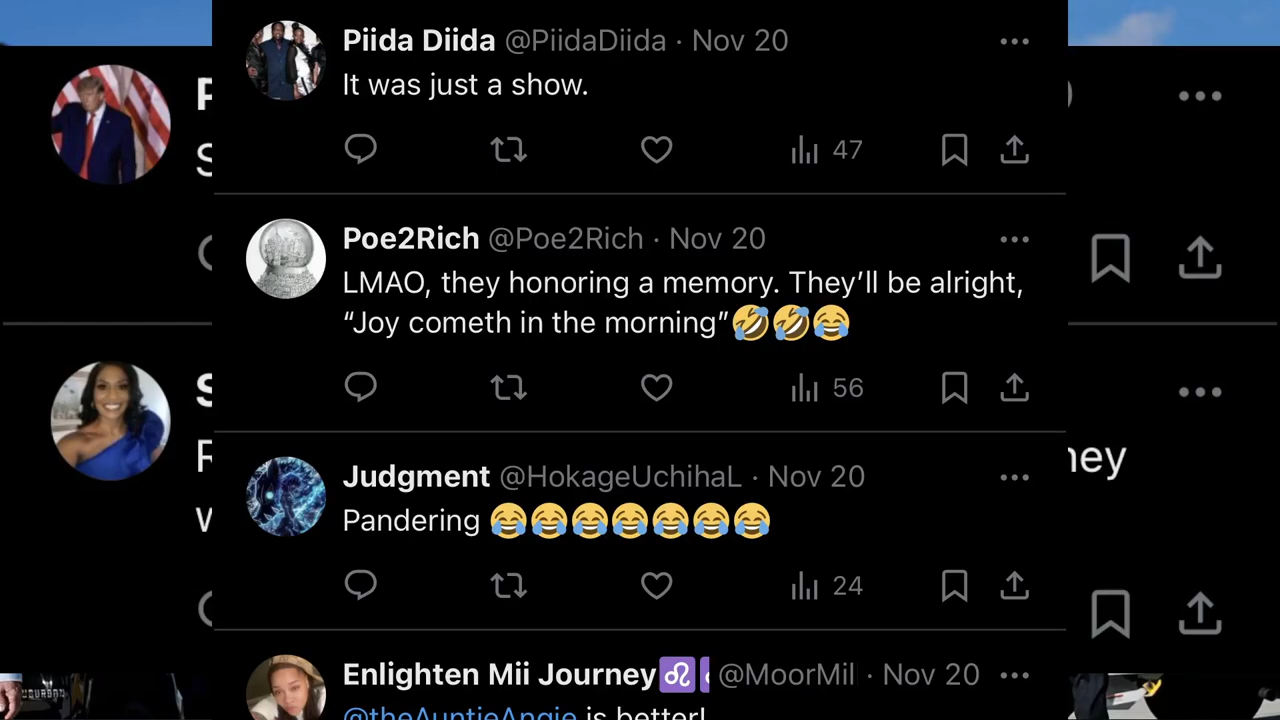 Piida Diida @PiidaDiida · Nov 20
It was just a show.
47
Poe2Rich @Poe2Rich · Nov 20
LMAO, they honoring a memory. They’ll be alright,
“Joy cometh in the morning”🤣🤣😂
56
ney
Judgment @HokageUchihaL · Nov 20
Pandering 😂😂😂😂😂😂😂
24
Enlighten Mii Journey♌ @MoorMil · Nov 20
@theAuntieAngie is better!